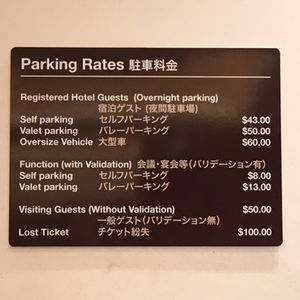 Parking Rates 駐車料金
Registered Hotel Guests (Overnight parking)
宿泊ゲスト (夜間駐車場)
Self parking セルフパーキング $43.00
Valet parking バレーパーキング $50.00
Oversize Vehicle 大型車 $60.00
Function (with Validation) 会議・宴会等 (バリデーション有)
Self parking セルフパーキング $8.00
Valet parking バレーパーキング $13.00
Visiting Guests (Without Validation) $50.00
一般ゲスト (バリデーション無)
Lost Ticket チケット紛失 $100.00